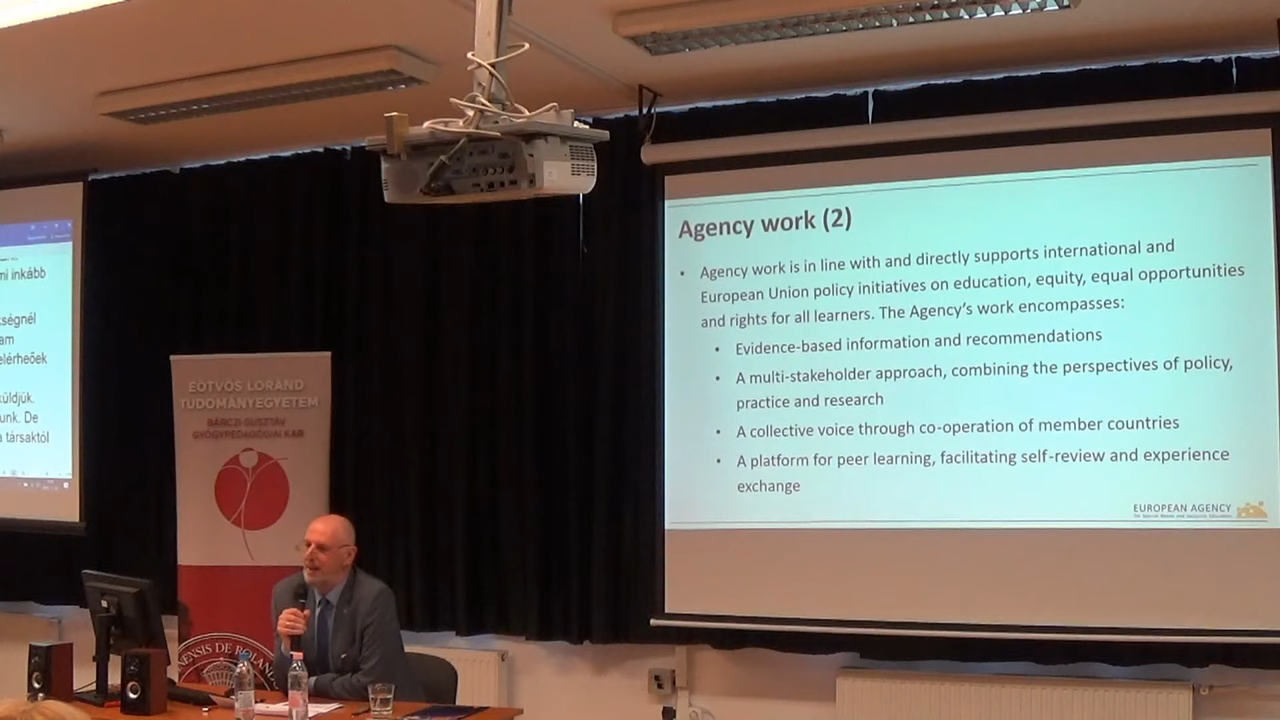 mi inkább
ségnél
am
elérheőek
küldjük.
unk. De
a társaktól
EÖTVÖS LORÁND
TUDOMÁNYEGYETEM
BÁRCZI GUSZTÁV
GYÓGYPEDAGÓGIAI KAR
ENSIS DE ROLAND
Agency work (2)
• Agency work is in line with and directly supports international and
European Union policy initiatives on education, equity, equal opportunities
and rights for all learners. The Agency's work encompasses:
• Evidence-based information and recommendations
• A multi-stakeholder approach, combining the perspectives of policy,
practice and research
• A collective voice through co-operation of member countries
• A platform for peer learning, facilitating self-review and experience
exchange
EUROPEAN AGENCY